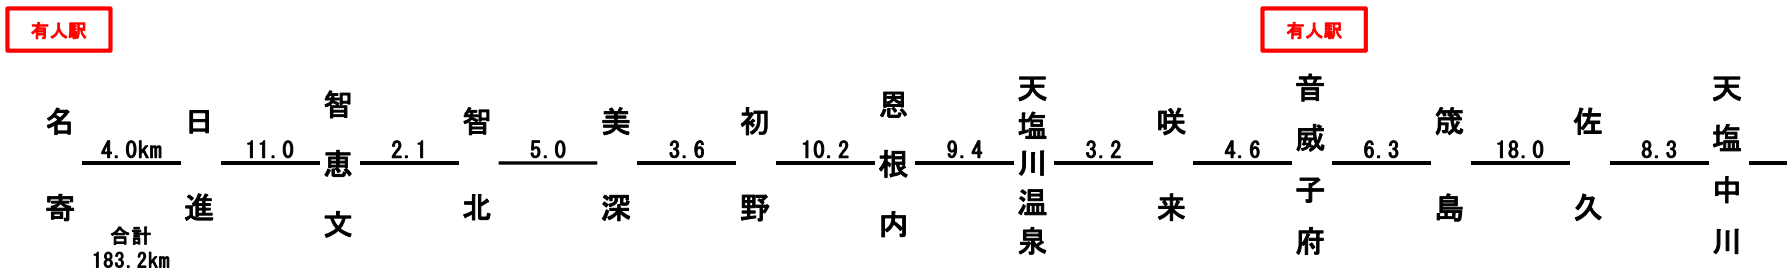 有人駅
有人駅
名寄
4.0km
日進
11.0
智恵文
2.1
智北
5.0
美深
3.6
初野
10.2
恩根内
9.4
天塩川温泉
3.2
咲来
4.6
音威子府
6.3
筬島
18.0
佐久
8.3
天塩中川
合計
183.2km